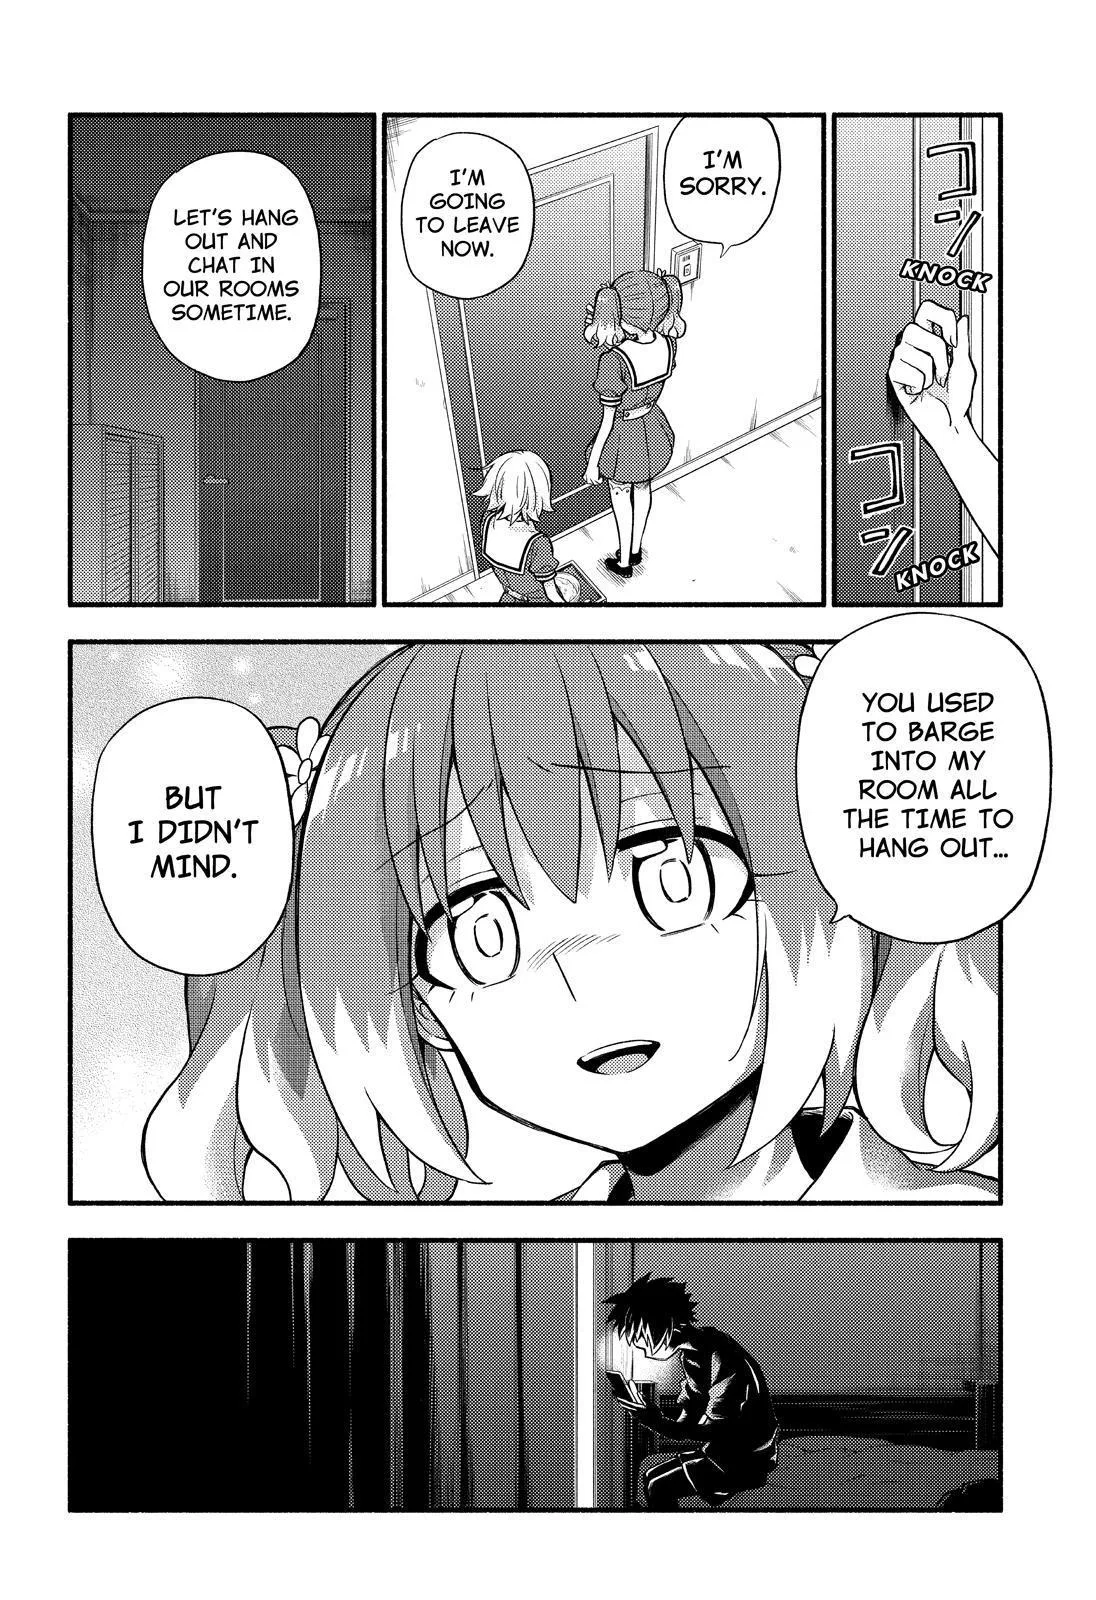 コン
KNOCK
コン
KNOCK
I'M
SORRY.
I'M
GOING
TO LEAVE
NOW.
LET'S HANG
OUT AND
CHAT IN
OUR ROOMS
SOMETIME.
YOU USED
TO BARGE
INTO MY
ROOM ALL
THE TIME TO
HANG OUT...
BUT
I DIDN'T
MIND.